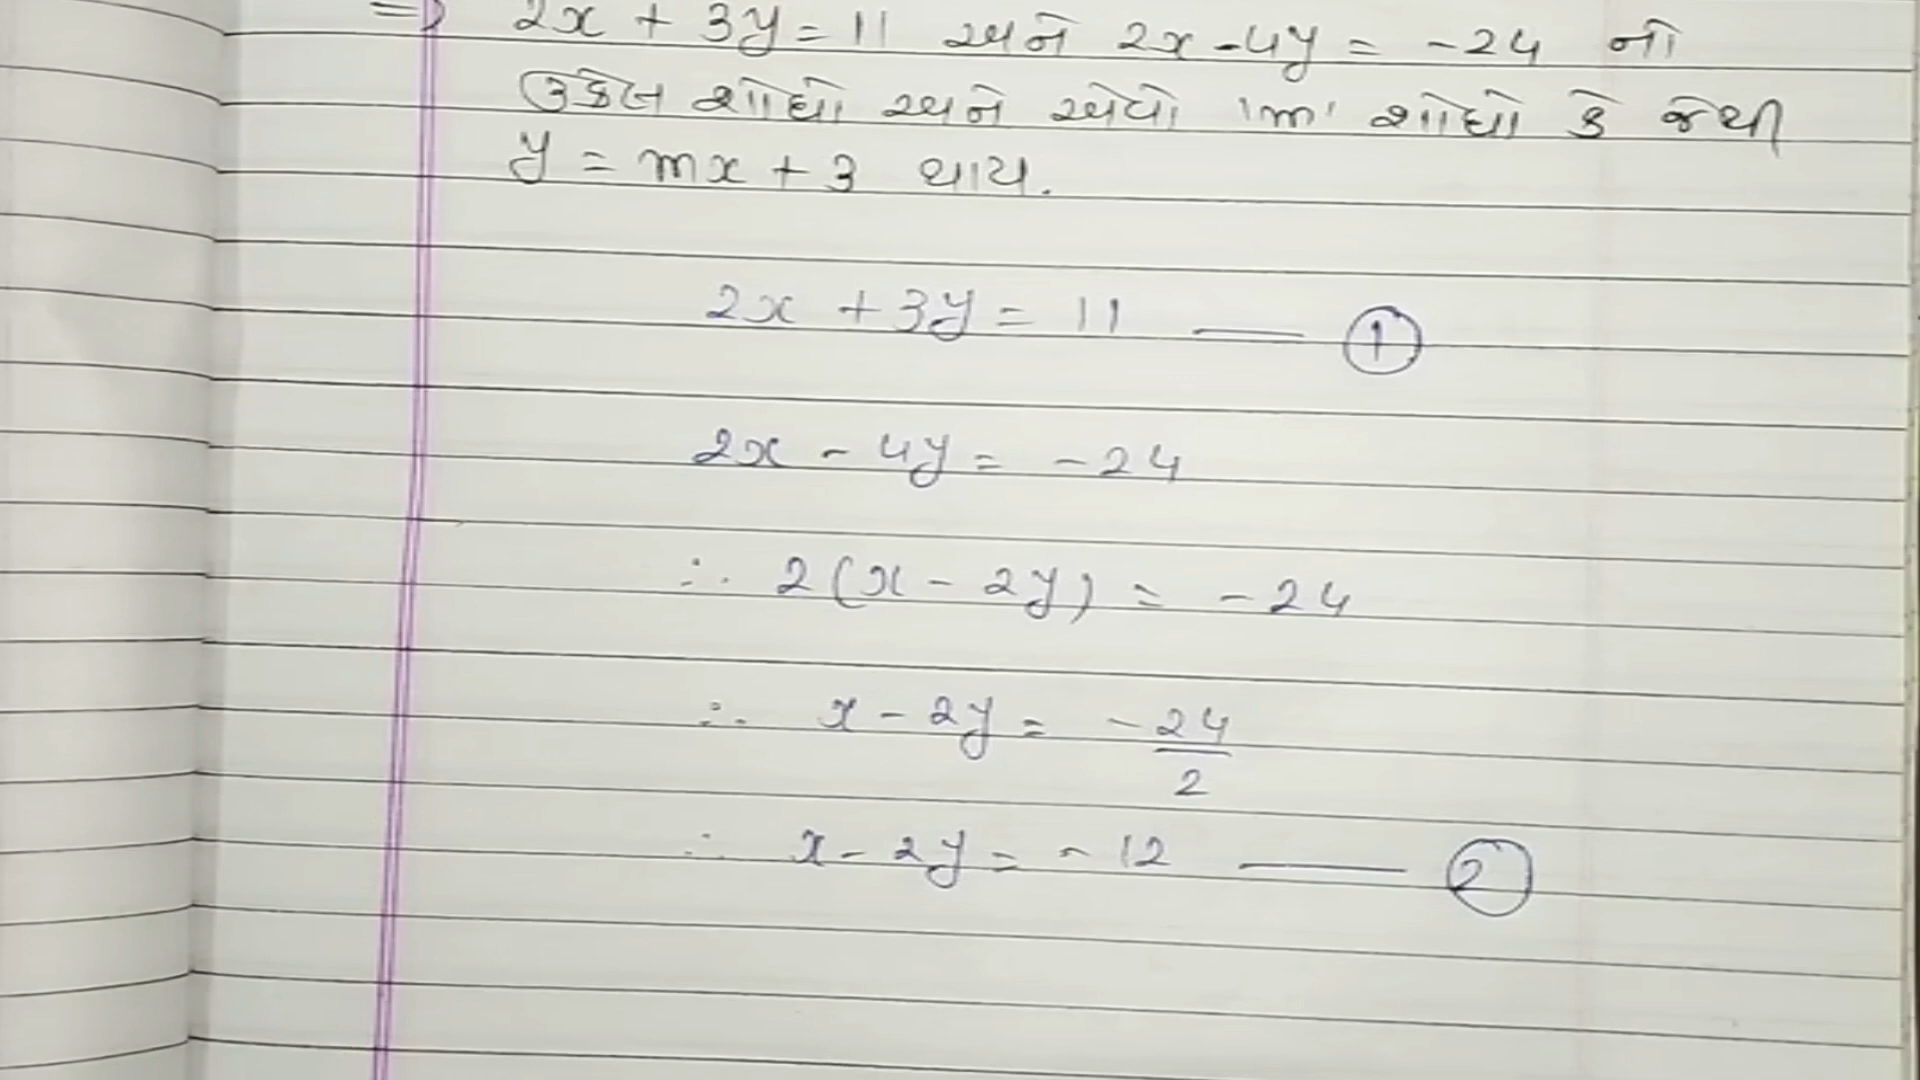 => 2x + 3y = 11 અને 2x - 4y = -24 નો
ઉકેલ શોધો અને એવો 'm' શોધો કે જેથી
y = mx + 3 થાય.
2x + 3y = 11 —— ①
2x - 4y = -24
∴ 2(x - 2y) = -24
∴ x - 2y = -24/2
∴ x - 2y = -12 —— ②